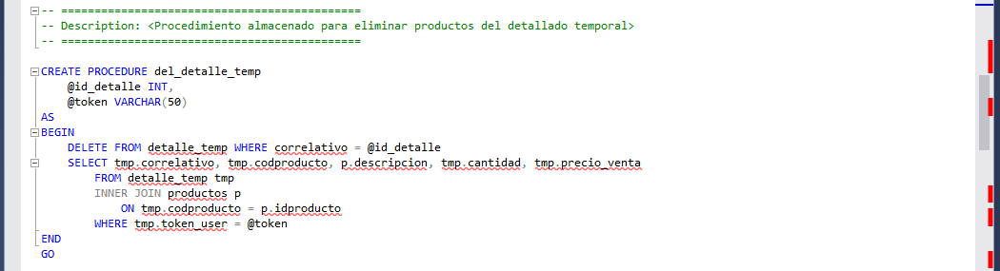 -- =============================================
-- Description: <Procedimiento almacenado para eliminar productos del detallado temporal>
-- =============================================
CREATE PROCEDURE del_detalle_temp
@id_detalle INT,
@token VARCHAR(50)
AS
BEGIN
DELETE FROM detalle_temp WHERE correlativo = @id_detalle
SELECT tmp.correlativo, tmp.codproducto, p.descripcion, tmp.cantidad, tmp.precio_venta
FROM detalle_temp tmp
INNER JOIN productos p
ON tmp.codproducto = p.idproducto
WHERE tmp.token_user = @token
END
GO